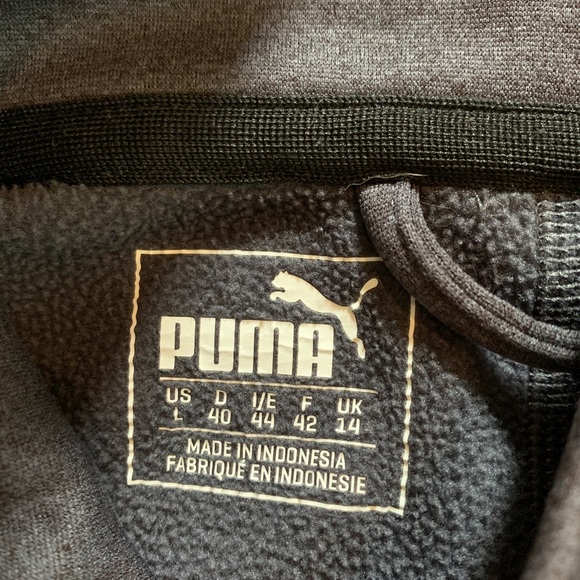 PUMA
US D I/E F UK
L 40 44 42 14
MADE IN INDONESIA
FABRIQUÉ EN INDONESIE